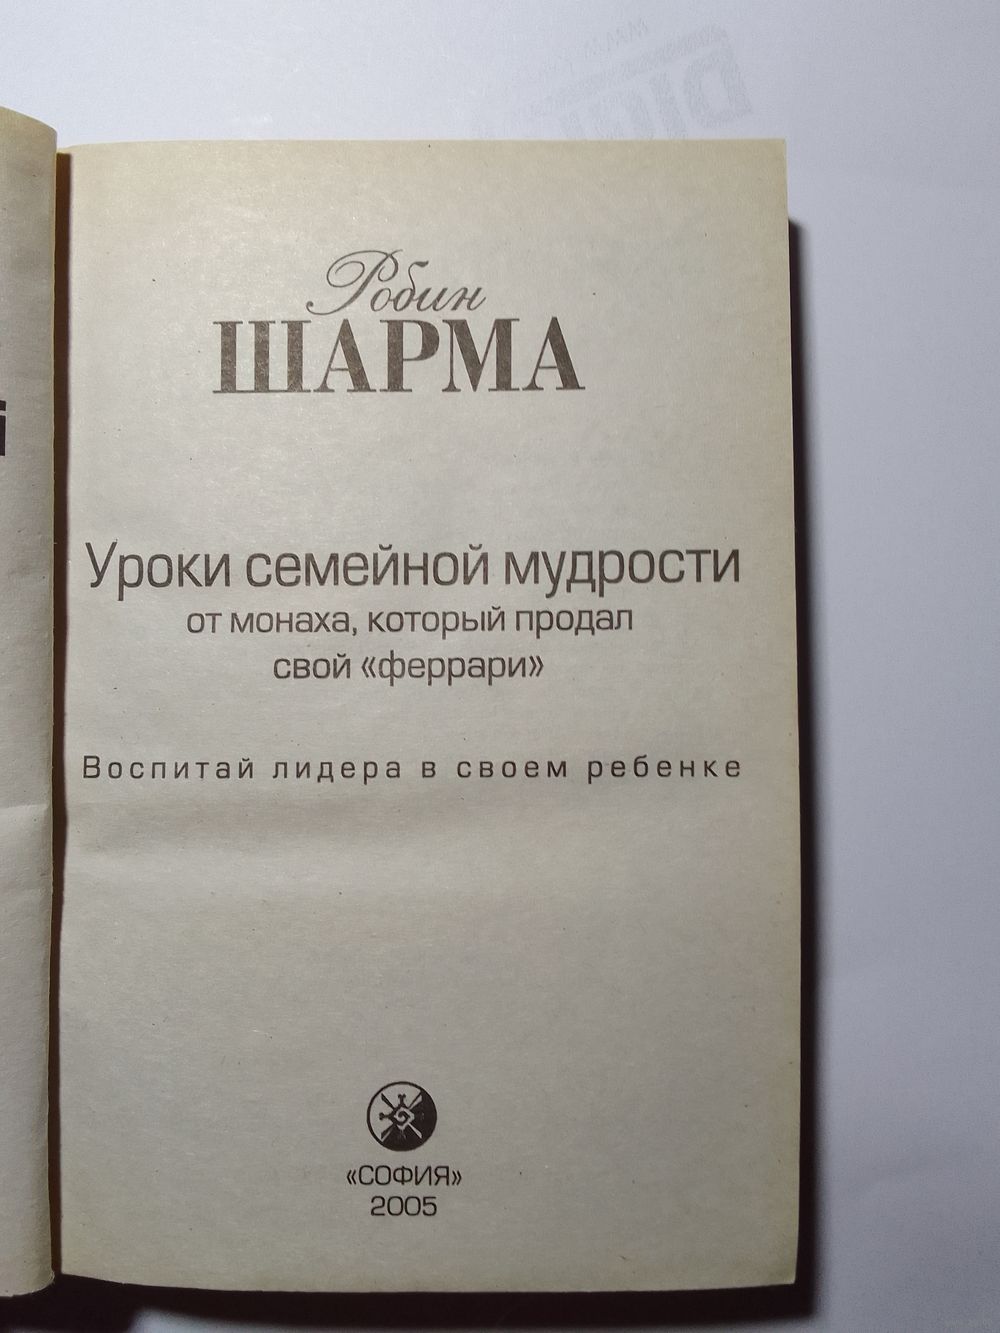 Робин
ШАРМА
Уроки семейной мудрости
от монаха, который продал
свой «феррари»
Воспитай лидера в своем ребенке
«СОФИЯ»
2005